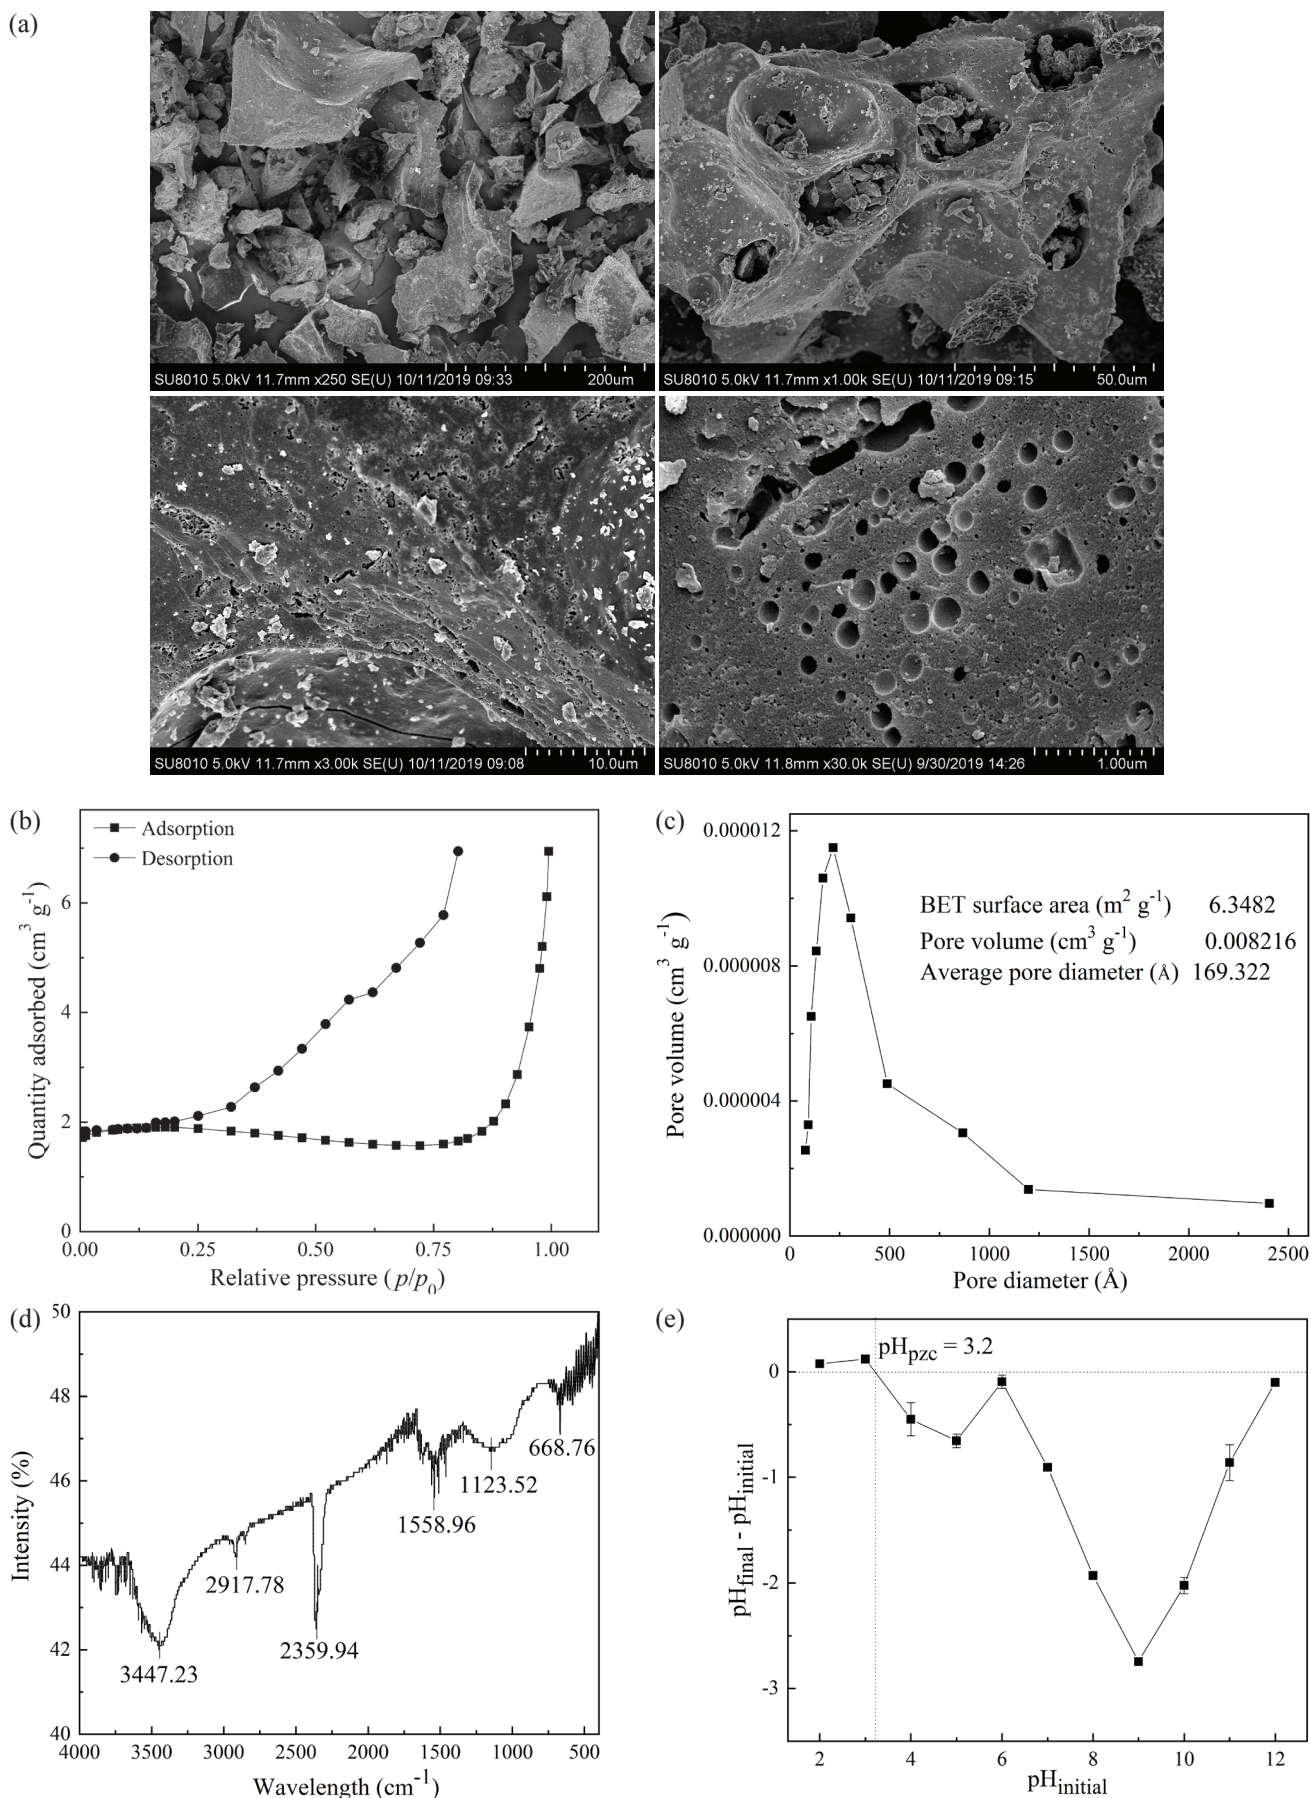 (a)
SU8010 5.0kV 11.7mm x250 SE(U) 10/11/2019 09:33 200um
SU8010 5.0kV 11.7mm x1.00k SE(U) 10/11/2019 09:15 50.0um
SU8010 5.0kV 11.7mm x3.00k SE(U) 10/11/2019 09:08 10.0um
SU8010 5.0kV 11.8mm x30.0k SE(U) 9/30/2019 14:26 1.00um
(b)
Adsorption
Desorption
Quantity adsorbed (cm³ g⁻¹)
6
4
2
0
0.00 0.25 0.50 0.75 1.00
Relative pressure (p/p₀)
(c)
Pore volume (cm³ g⁻¹)
0.000012
0.000008
0.000004
0.000000
BET surface area (m² g⁻¹) 6.3482
Pore volume (cm³ g⁻¹) 0.008216
Average pore diameter (Å) 169.322
0 500 1000 1500 2000 2500
Pore diameter (Å)
(d)
Intensity (%)
50
48
46
44
42
40
3447.23
2917.78
2359.94
1558.96
1123.52
668.76
4000 3500 3000 2500 2000 1500 1000 500
Wavelength (cm⁻¹)
(e)
pH_final - pH_initial
pH_pzc = 3.2
0
-1
-2
-3
2 4 6 8 10 12
pH_initial